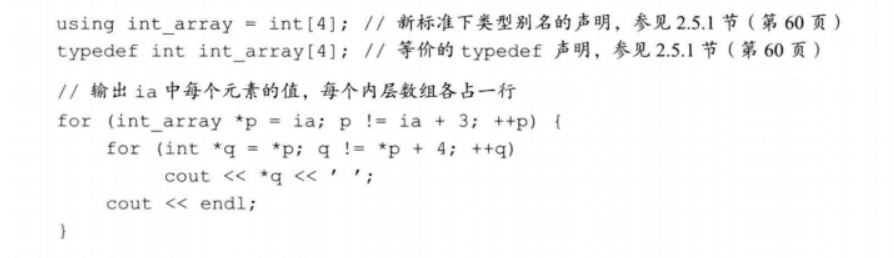 using int_array = int[4]; // 新标准下类型别名的声明，参见 2.5.1 节（第 60 页）
typedef int int_array[4]; // 等价的 typedef 声明，参见 2.5.1 节（第 60 页）
// 输出 ia 中每个元素的值，每个内层数组各占一行
for (int_array *p = ia; p != ia + 3; ++p) {
for (int *q = *p; q != *p + 4; ++q)
cout << *q << ' ';
cout << endl;
}